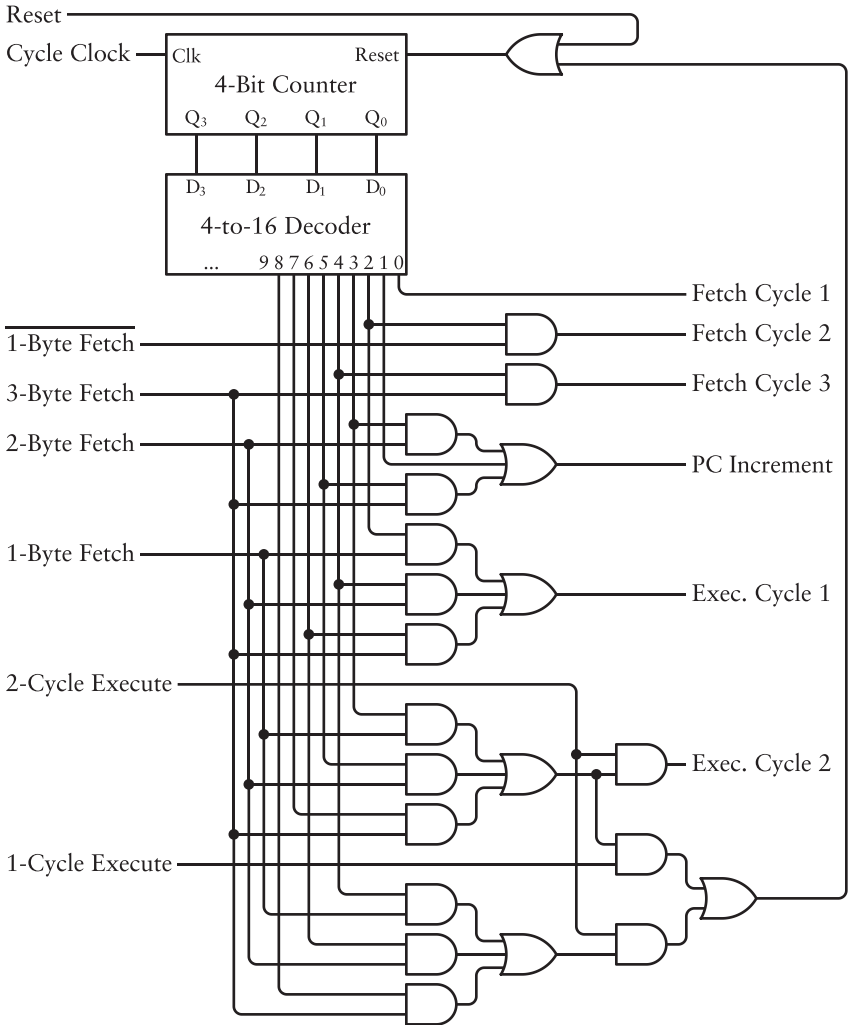 Reset
Cycle Clock
Clk
Reset
4-Bit Counter
Q3 Q2 Q1 Q0
D3 D2 D1 D0
4-to-16 Decoder
... 9 8 7 6 5 4 3 2 1 0
Fetch Cycle 1
1-Byte Fetch
Fetch Cycle 2
3-Byte Fetch
Fetch Cycle 3
2-Byte Fetch
PC Increment
1-Byte Fetch
Exec. Cycle 1
2-Cycle Execute
Exec. Cycle 2
1-Cycle Execute